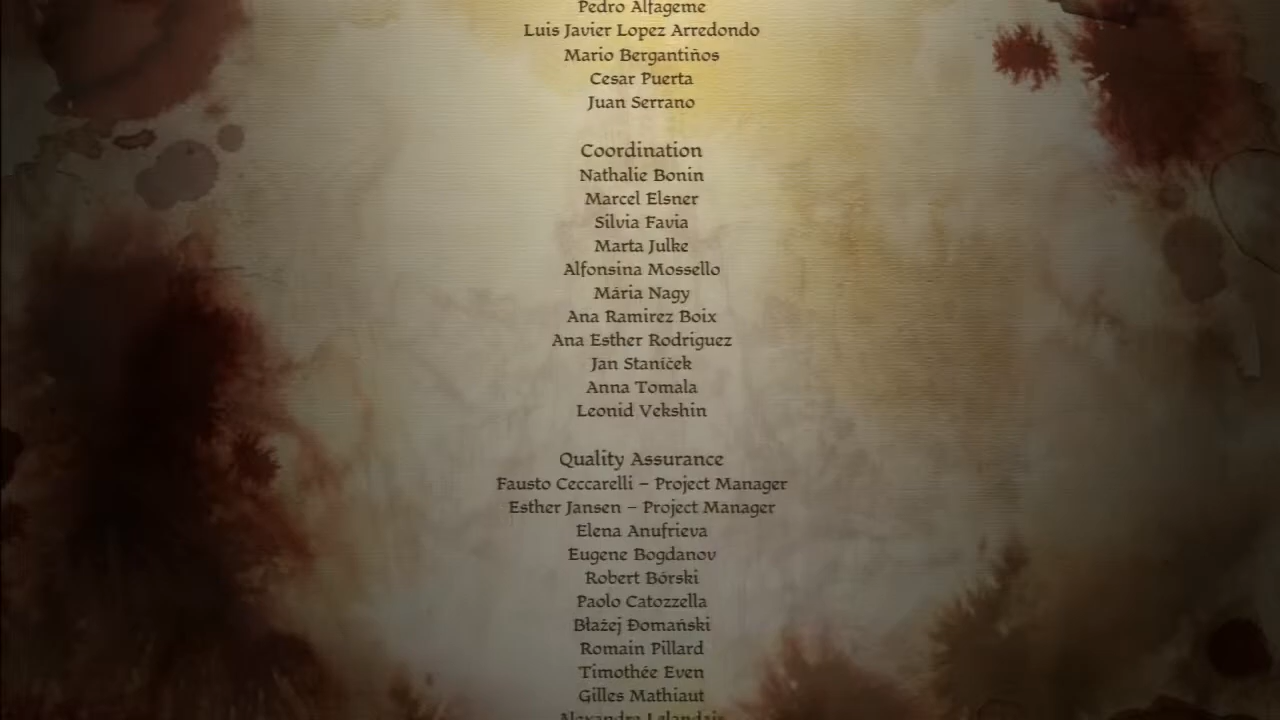 Pedro Alfageme
Luis Javier Lopez Arredondo
Mario Bergantiños
Cesar Puerta
Juan Serrano
Coordination
Nathalie Bonin
Marcel Elsner
Silvia Favia
Marta Julke
Alfonsina Mossello
Mária Nagy
Ana Ramirez Boix
Ana Esther Rodriguez
Jan Staníček
Anna Tomala
Leonid Vekshin
Quality Assurance
Fausto Ceccarelli – Project Manager
Esther Jansen – Project Manager
Elena Anufrieva
Eugene Bogdanov
Robert Bórski
Paolo Catozzella
Błażej Đomański
Romain Pillard
Timothée Even
Gilles Mathiaut
Alexandra Lelandais